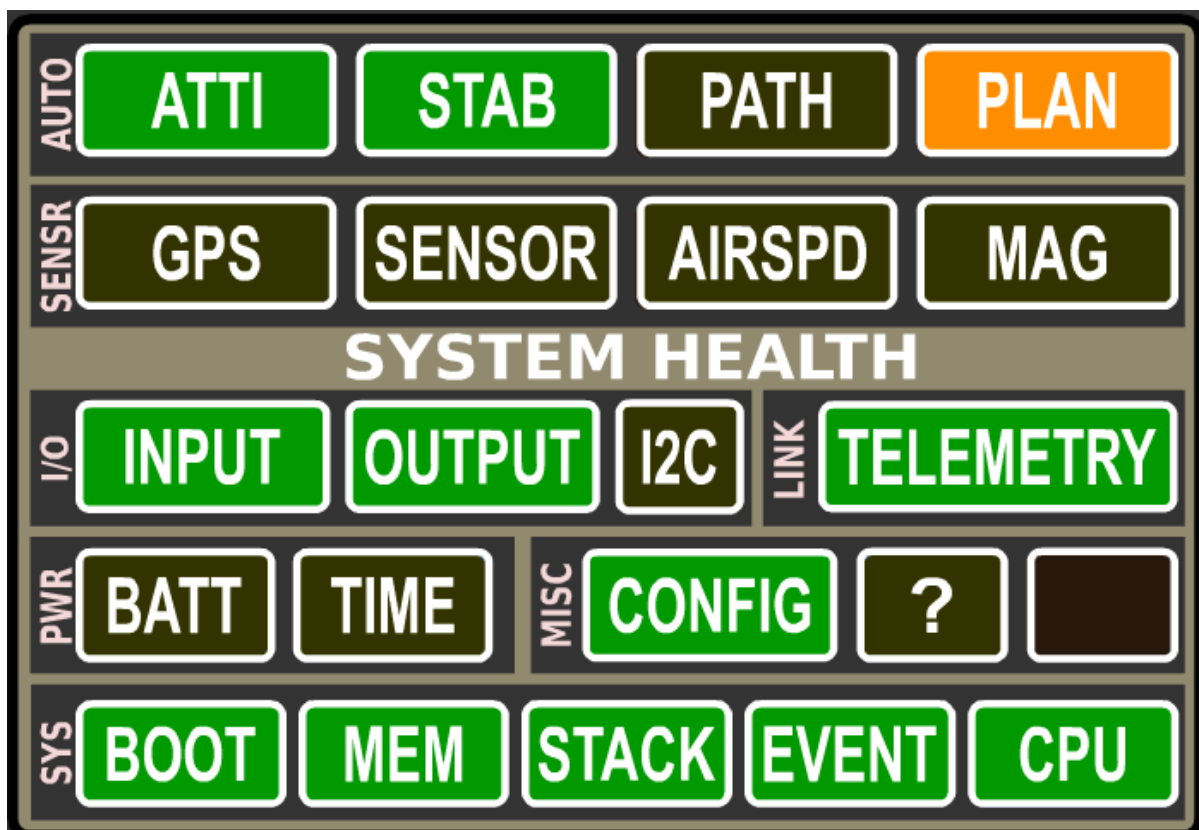 AUTO ATTI STAB PATH PLAN
SENSR GPS SENSOR AIRSPD MAG
SYSTEM HEALTH
I/O INPUT OUTPUT I2C LINK TELEMETRY
PWR BATT TIME MISC CONFIG ?
SYS BOOT MEM STACK EVENT CPU